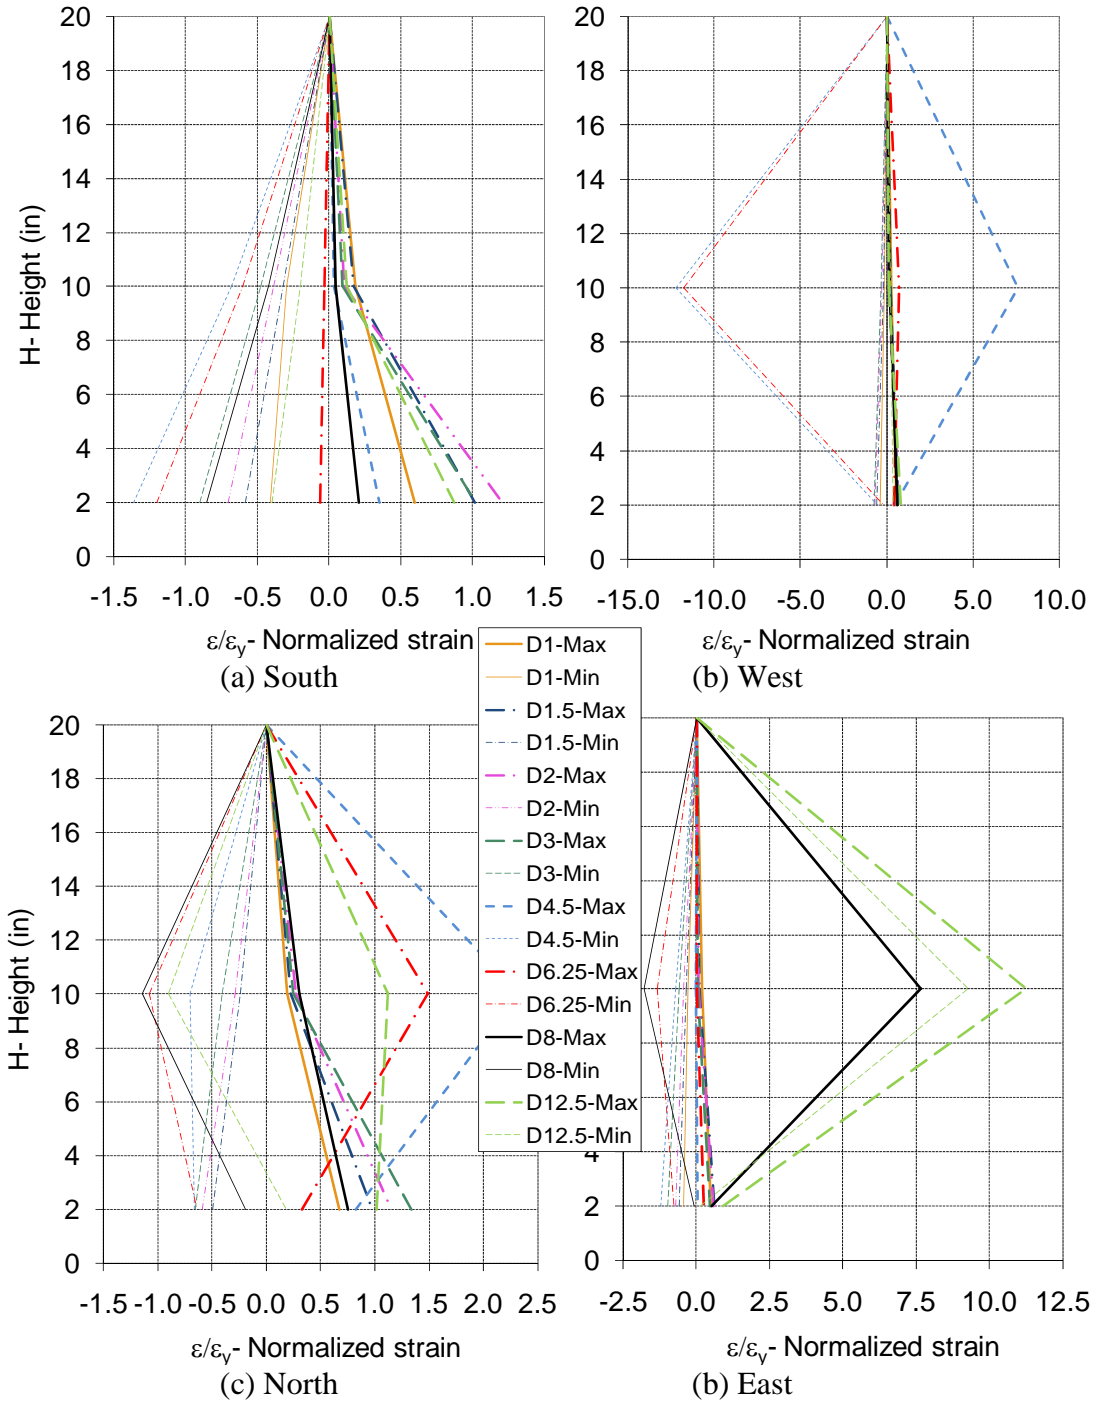 20
18
16
14
12
10
8
6
4
2
0
H- Height (in)
-1.5 -1.0 -0.5 0.0 0.5 1.0 1.5
ε/εy- Normalized strain
(a) South
20
18
16
14
12
10
8
6
4
2
0
-15.0 -10.0 -5.0 0.0 5.0 10.0
ε/εy- Normalized strain
(b) West
D1-Max
D1-Min
D1.5-Max
D1.5-Min
D2-Max
D2-Min
D3-Max
D3-Min
D4.5-Max
D4.5-Min
D6.25-Max
D6.25-Min
D8-Max
D8-Min
D12.5-Max
D12.5-Min
20
18
16
14
12
10
8
6
4
2
0
H- Height (in)
-1.5 -1.0 -0.5 0.0 0.5 1.0 1.5 2.0 2.5
ε/εy- Normalized strain
(c) North
4
2
0
-2.5 0.0 2.5 5.0 7.5 10.0 12.5
ε/εy- Normalized strain
(b) East